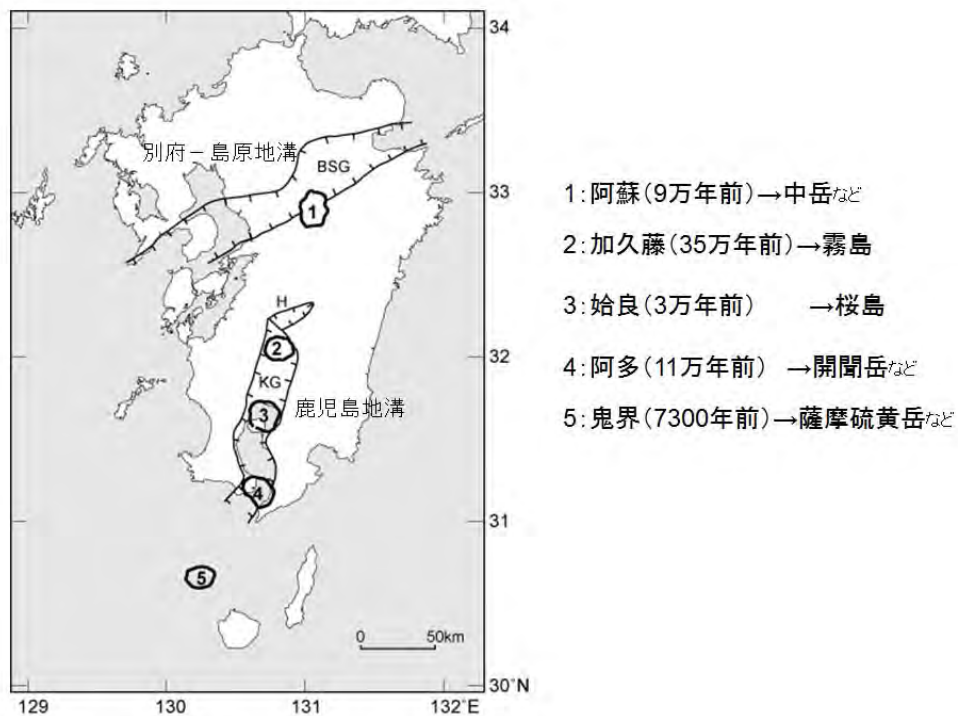 34
別府－島原地溝
BSG
33
1
1：阿蘇（9万年前）→中岳など
2：加久藤（35万年前）→霧島
H
3：姶良（3万年前）　→桜島
2
32
KG
4：阿多（11万年前）　→開聞岳など
3
鹿児島地溝
5：鬼界（7300年前）→薩摩硫黄岳など
4
31
5
0 50km
30°N
129 130 131 132°E